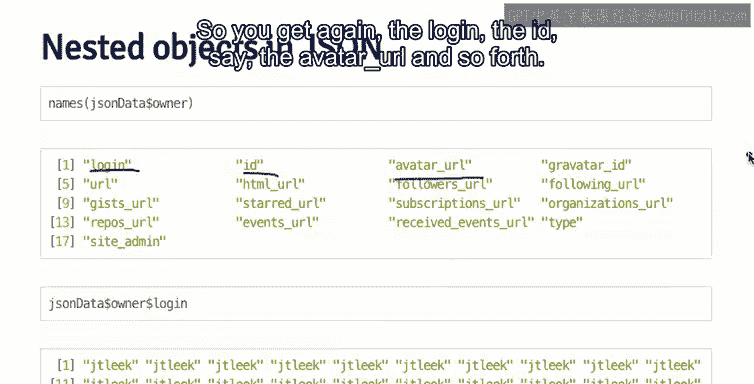 So you get again, the login, the id,
say, the avatar_url and so forth.
Nested objects in JSON
names(jsonData$owner)
[1] "login" "id" "avatar_url" "gravatar_id"
[5] "url" "html_url" "followers_url" "following_url"
[9] "gists_url" "starred_url" "subscriptions_url" "organizations_url"
[13] "repos_url" "events_url" "received_events_url" "type"
[17] "site_admin"
jsonData$owner$login
[1] "jtleek" "jtleek" "jtleek" "jtleek" "jtleek" "jtleek" "jtleek" "jtleek" "jtleek" "jtleek"